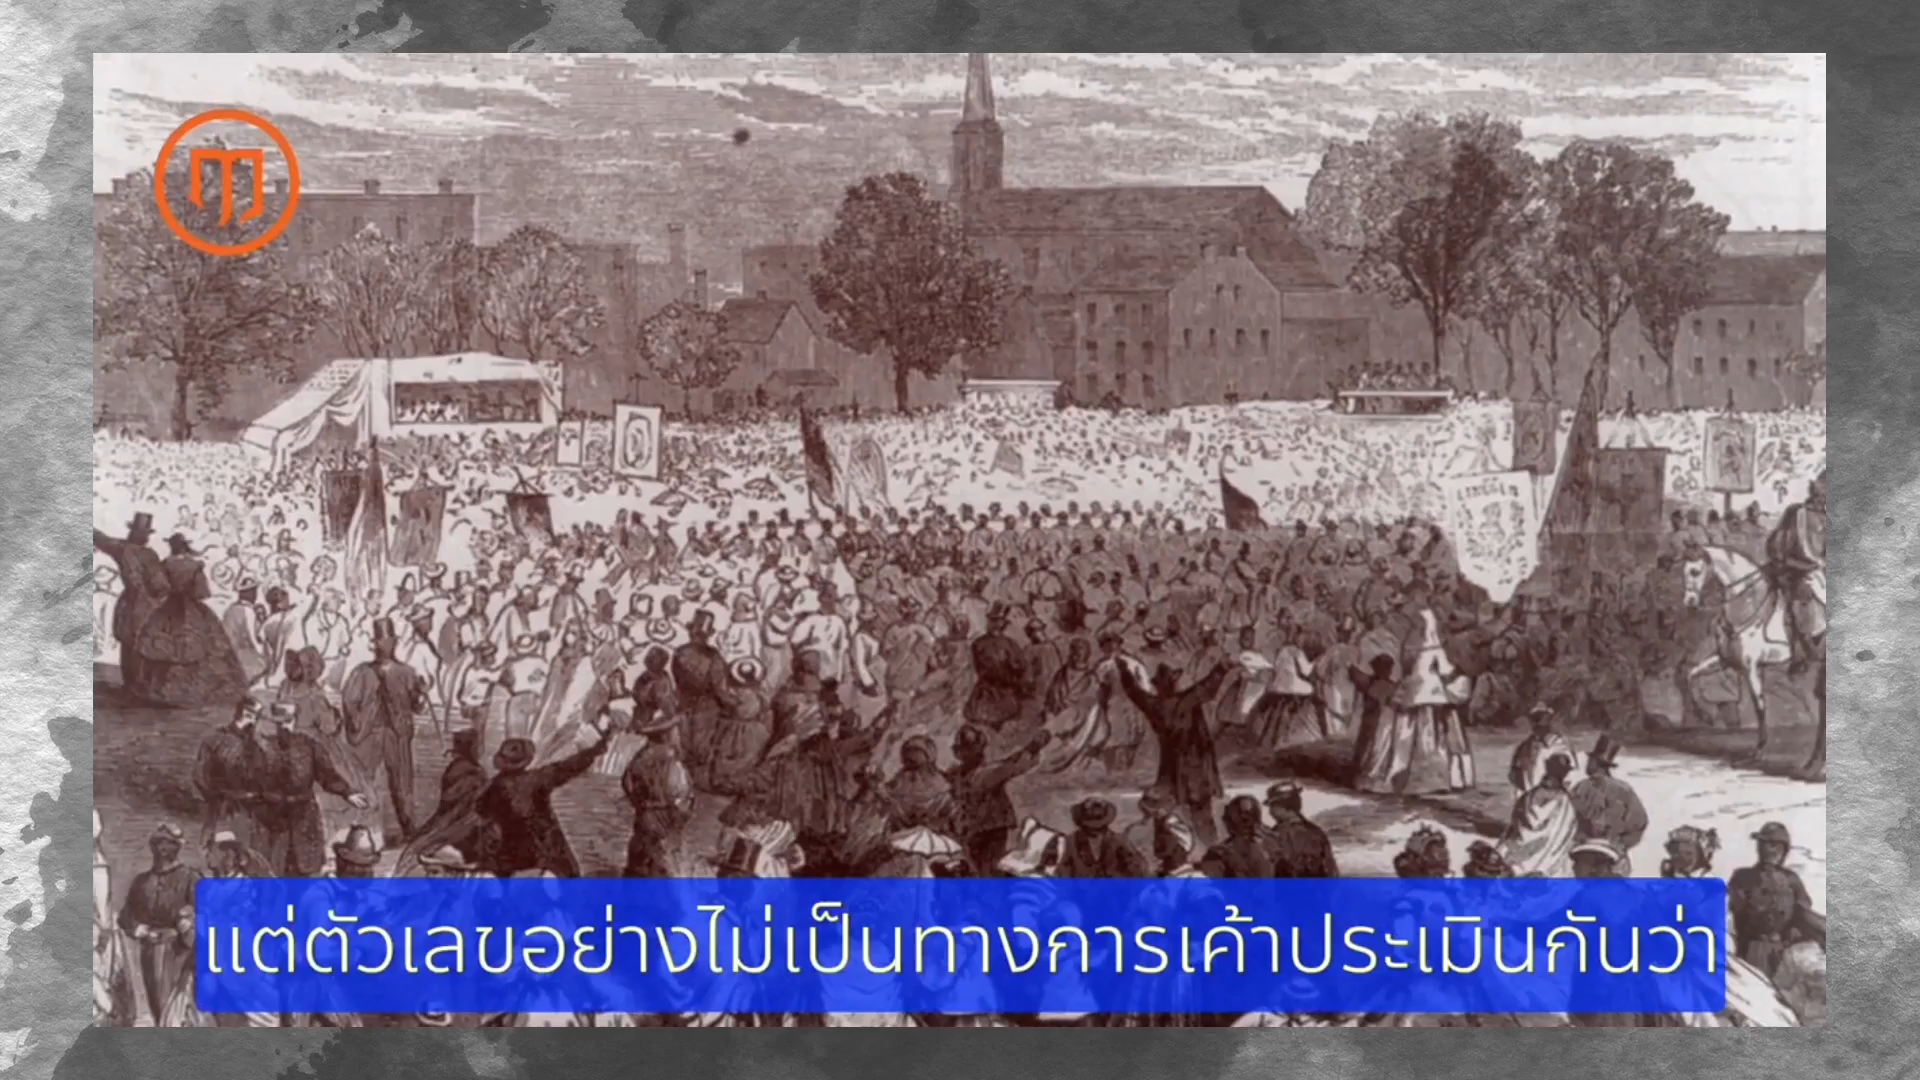 LINCOLN
แต่ตัวเลขอย่างไม่เป็นทางการเค้าประเมินกันว่า